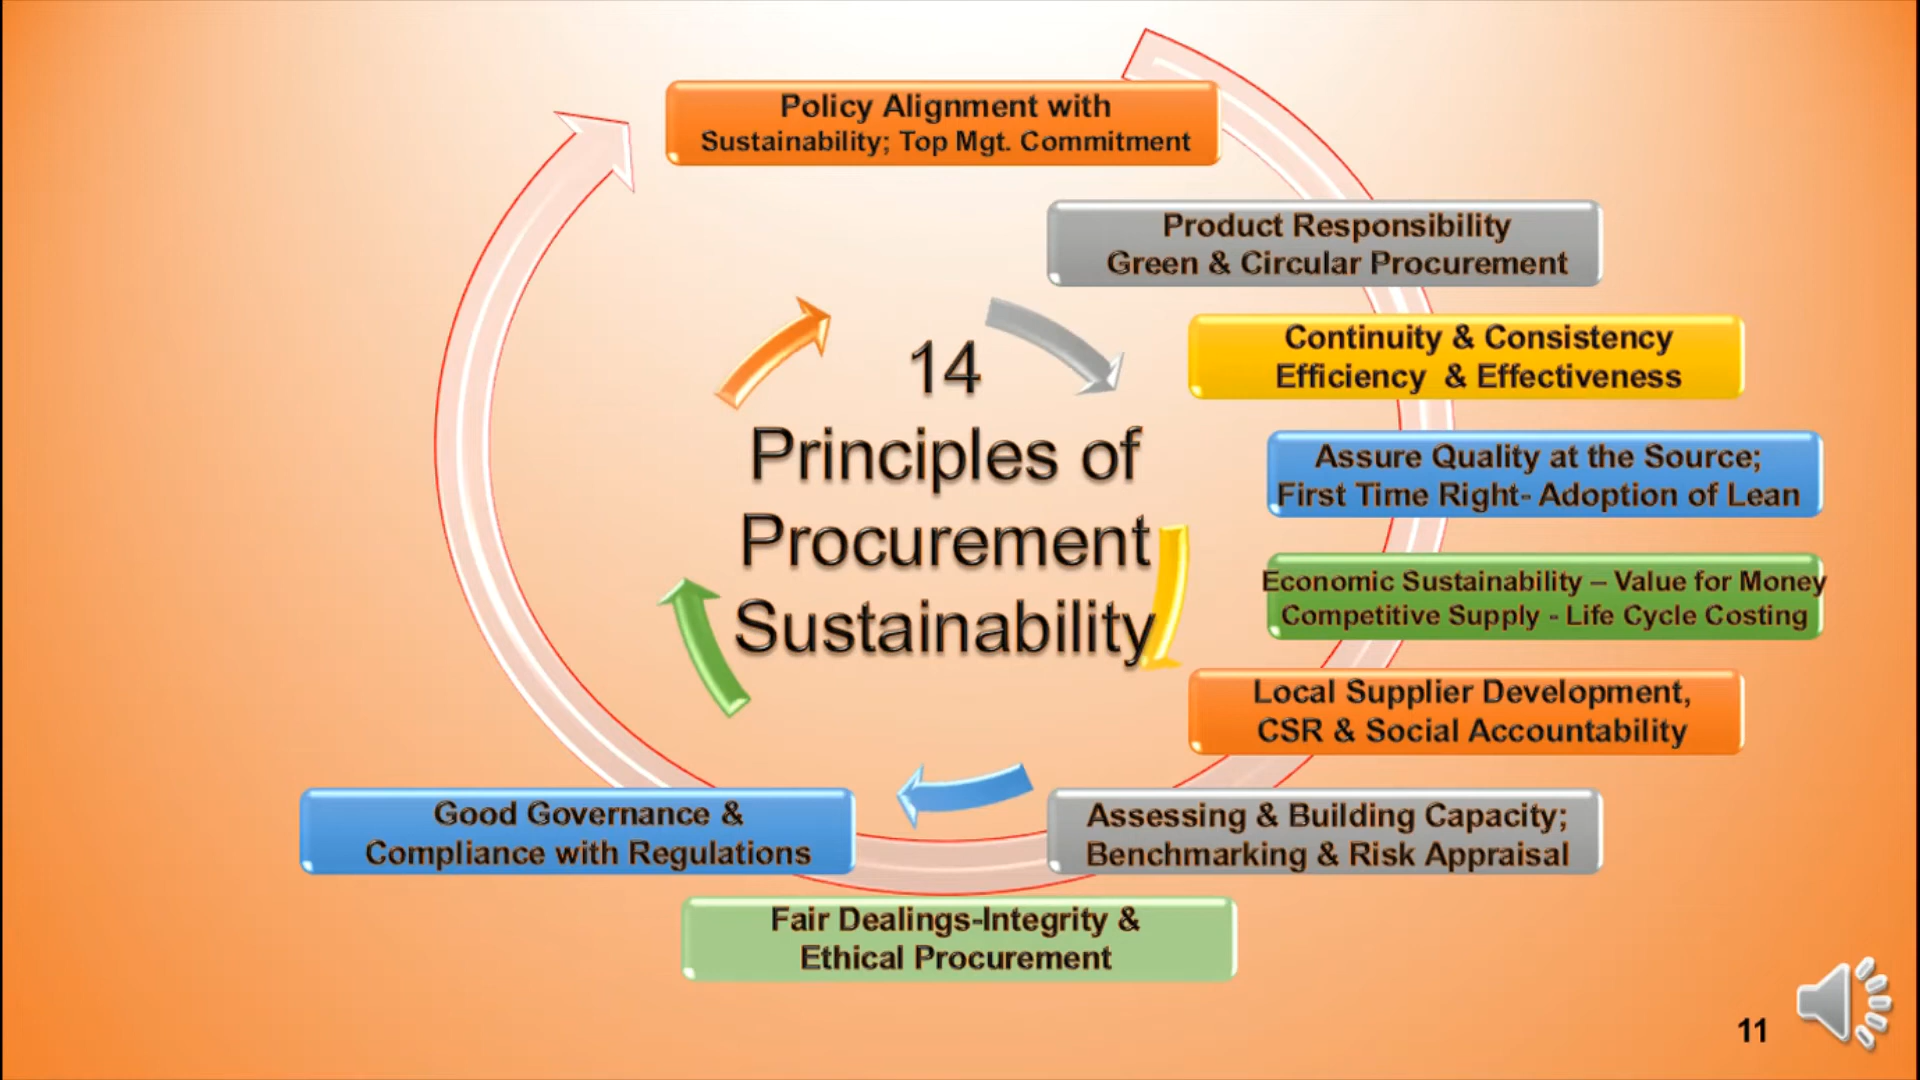 Policy Alignment with
Sustainability; Top Mgt. Commitment
Product Responsibility
Green & Circular Procurement
Continuity & Consistency
Efficiency & Effectiveness
Assure Quality at the Source;
First Time Right- Adoption of Lean
Economic Sustainability – Value for Money
Competitive Supply - Life Cycle Costing
Local Supplier Development,
CSR & Social Accountability
Assessing & Building Capacity;
Benchmarking & Risk Appraisal
Fair Dealings-Integrity &
Ethical Procurement
Good Governance &
Compliance with Regulations
14
Principles of
Procurement
Sustainability
11